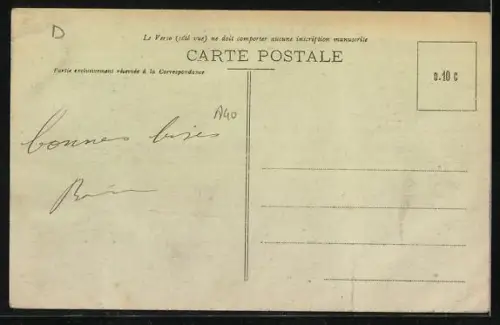 D
Le Verso (côté vue) ne doit comporter aucune inscription manuscrite
CARTE POSTALE
Partie exclusivement réservée à la Correspondance
0.10 C
A40
bonnes bises